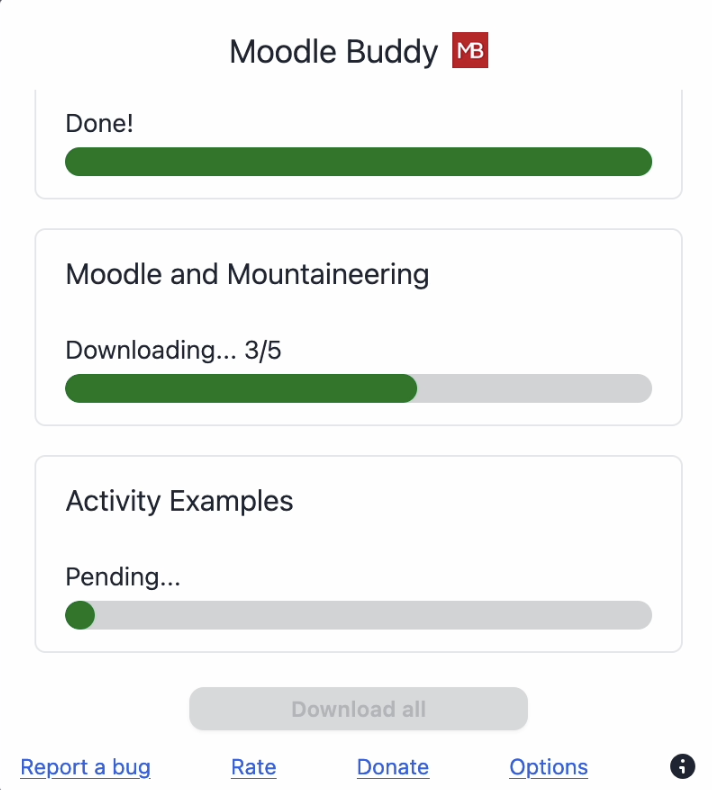 Moodle Buddy MB
Done!
Moodle and Mountaineering
Downloading... 3/5
Activity Examples
Pending...
Download all
Report a bug Rate Donate Options i